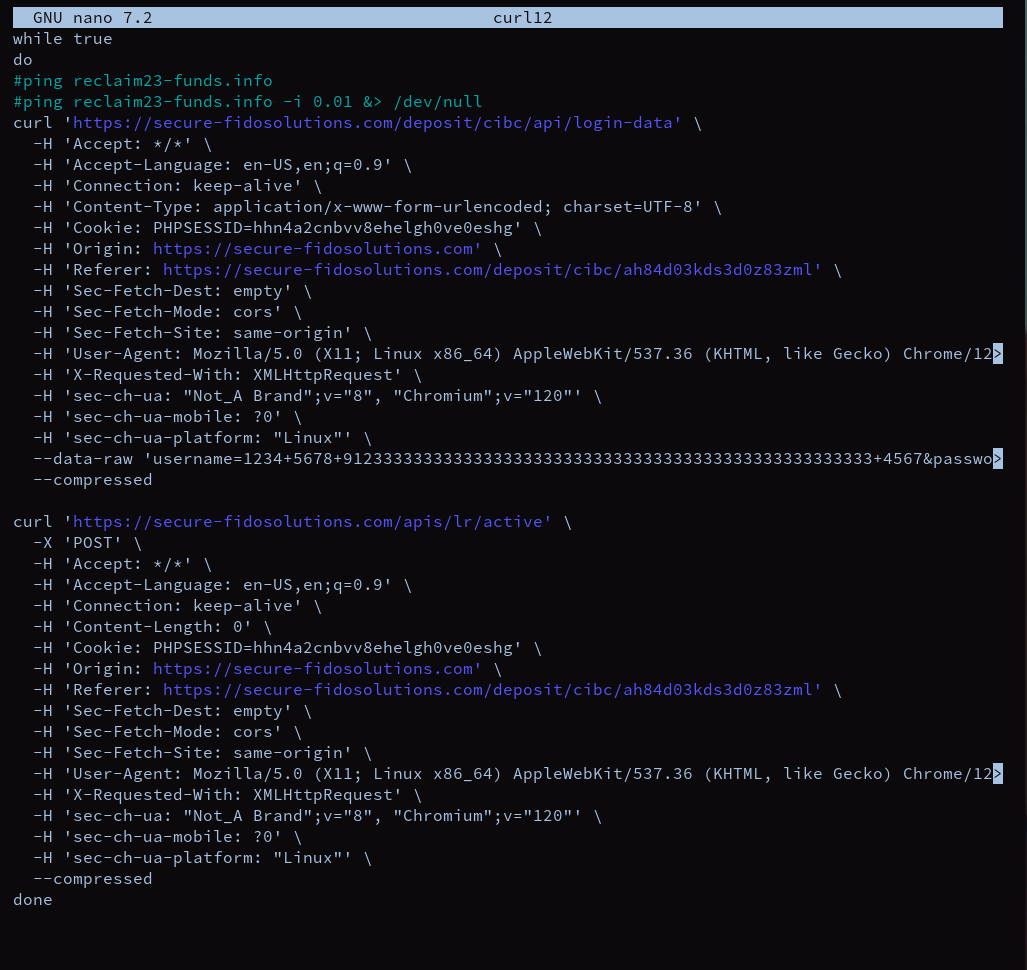 GNU nano 7.2 curl12
while true
do
#ping reclaim23-funds.info
#ping reclaim23-funds.info -i 0.01 &> /dev/null
curl 'https://secure-fidosolutions.com/deposit/cibc/api/login-data' \
-H 'Accept: */*' \
-H 'Accept-Language: en-US,en;q=0.9' \
-H 'Connection: keep-alive' \
-H 'Content-Type: application/x-www-form-urlencoded; charset=UTF-8' \
-H 'Cookie: PHPSESSID=hhn4a2cnbvv8ehelgh0ve0eshg' \
-H 'Origin: https://secure-fidosolutions.com' \
-H 'Referer: https://secure-fidosolutions.com/deposit/cibc/ah84d03kds3d0z83zml' \
-H 'Sec-Fetch-Dest: empty' \
-H 'Sec-Fetch-Mode: cors' \
-H 'Sec-Fetch-Site: same-origin' \
-H 'User-Agent: Mozilla/5.0 (X11; Linux x86_64) AppleWebKit/537.36 (KHTML, like Gecko) Chrome/12>
-H 'X-Requested-With: XMLHttpRequest' \
-H 'sec-ch-ua: "Not_A Brand";v="8", "Chromium";v="120"' \
-H 'sec-ch-ua-mobile: ?0' \
-H 'sec-ch-ua-platform: "Linux"' \
--data-raw 'username=1234+5678+91233333333333333333333333333333333333333333333333333+4567&passwo>
--compressed
curl 'https://secure-fidosolutions.com/apis/lr/active' \
-X 'POST' \
-H 'Accept: */*' \
-H 'Accept-Language: en-US,en;q=0.9' \
-H 'Connection: keep-alive' \
-H 'Content-Length: 0' \
-H 'Cookie: PHPSESSID=hhn4a2cnbvv8ehelgh0ve0eshg' \
-H 'Origin: https://secure-fidosolutions.com' \
-H 'Referer: https://secure-fidosolutions.com/deposit/cibc/ah84d03kds3d0z83zml' \
-H 'Sec-Fetch-Dest: empty' \
-H 'Sec-Fetch-Mode: cors' \
-H 'Sec-Fetch-Site: same-origin' \
-H 'User-Agent: Mozilla/5.0 (X11; Linux x86_64) AppleWebKit/537.36 (KHTML, like Gecko) Chrome/12>
-H 'X-Requested-With: XMLHttpRequest' \
-H 'sec-ch-ua: "Not_A Brand";v="8", "Chromium";v="120"' \
-H 'sec-ch-ua-mobile: ?0' \
-H 'sec-ch-ua-platform: "Linux"' \
--compressed
done